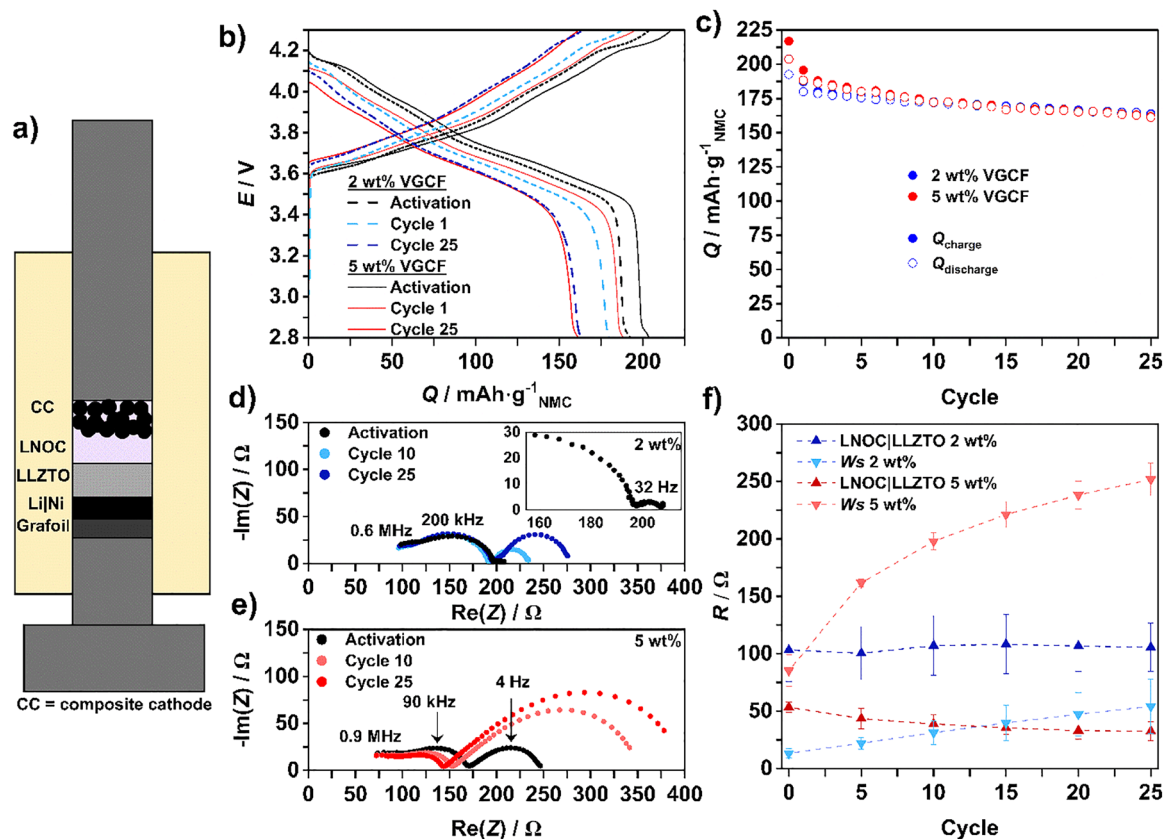 a)
CC
LNOC
LLZTO
Li|Ni
Grafoil
CC = composite cathode
b)
E / V
4.2
4.0
3.8
3.6
3.4
3.2
3.0
2.8
2 wt% VGCF
Activation
Cycle 1
Cycle 25
5 wt% VGCF
Activation
Cycle 1
Cycle 25
0 50 100 150 200
Q / mAh·g⁻¹NMC
c)
Q / mAh·g⁻¹NMC
225
200
175
150
125
100
75
50
25
0
2 wt% VGCF
5 wt% VGCF
Qcharge
Qdischarge
0 5 10 15 20 25
Cycle
d)
-Im(Z) / Ω
150
100
50
0
Activation
Cycle 10
Cycle 25
0.6 MHz
200 kHz
30
20
10
0
2 wt%
32 Hz
160 180 200
0 50 100 150 200 250 300 350 400
Re(Z) / Ω
e)
-Im(Z) / Ω
150
100
50
0
Activation
Cycle 10
Cycle 25
5 wt%
0.9 MHz
90 kHz
4 Hz
0 50 100 150 200 250 300 350 400
Re(Z) / Ω
f)
R / Ω
300
250
200
150
100
50
0
LNOC|LLZTO 2 wt%
Ws 2 wt%
LNOC|LLZTO 5 wt%
Ws 5 wt%
0 5 10 15 20 25
Cycle